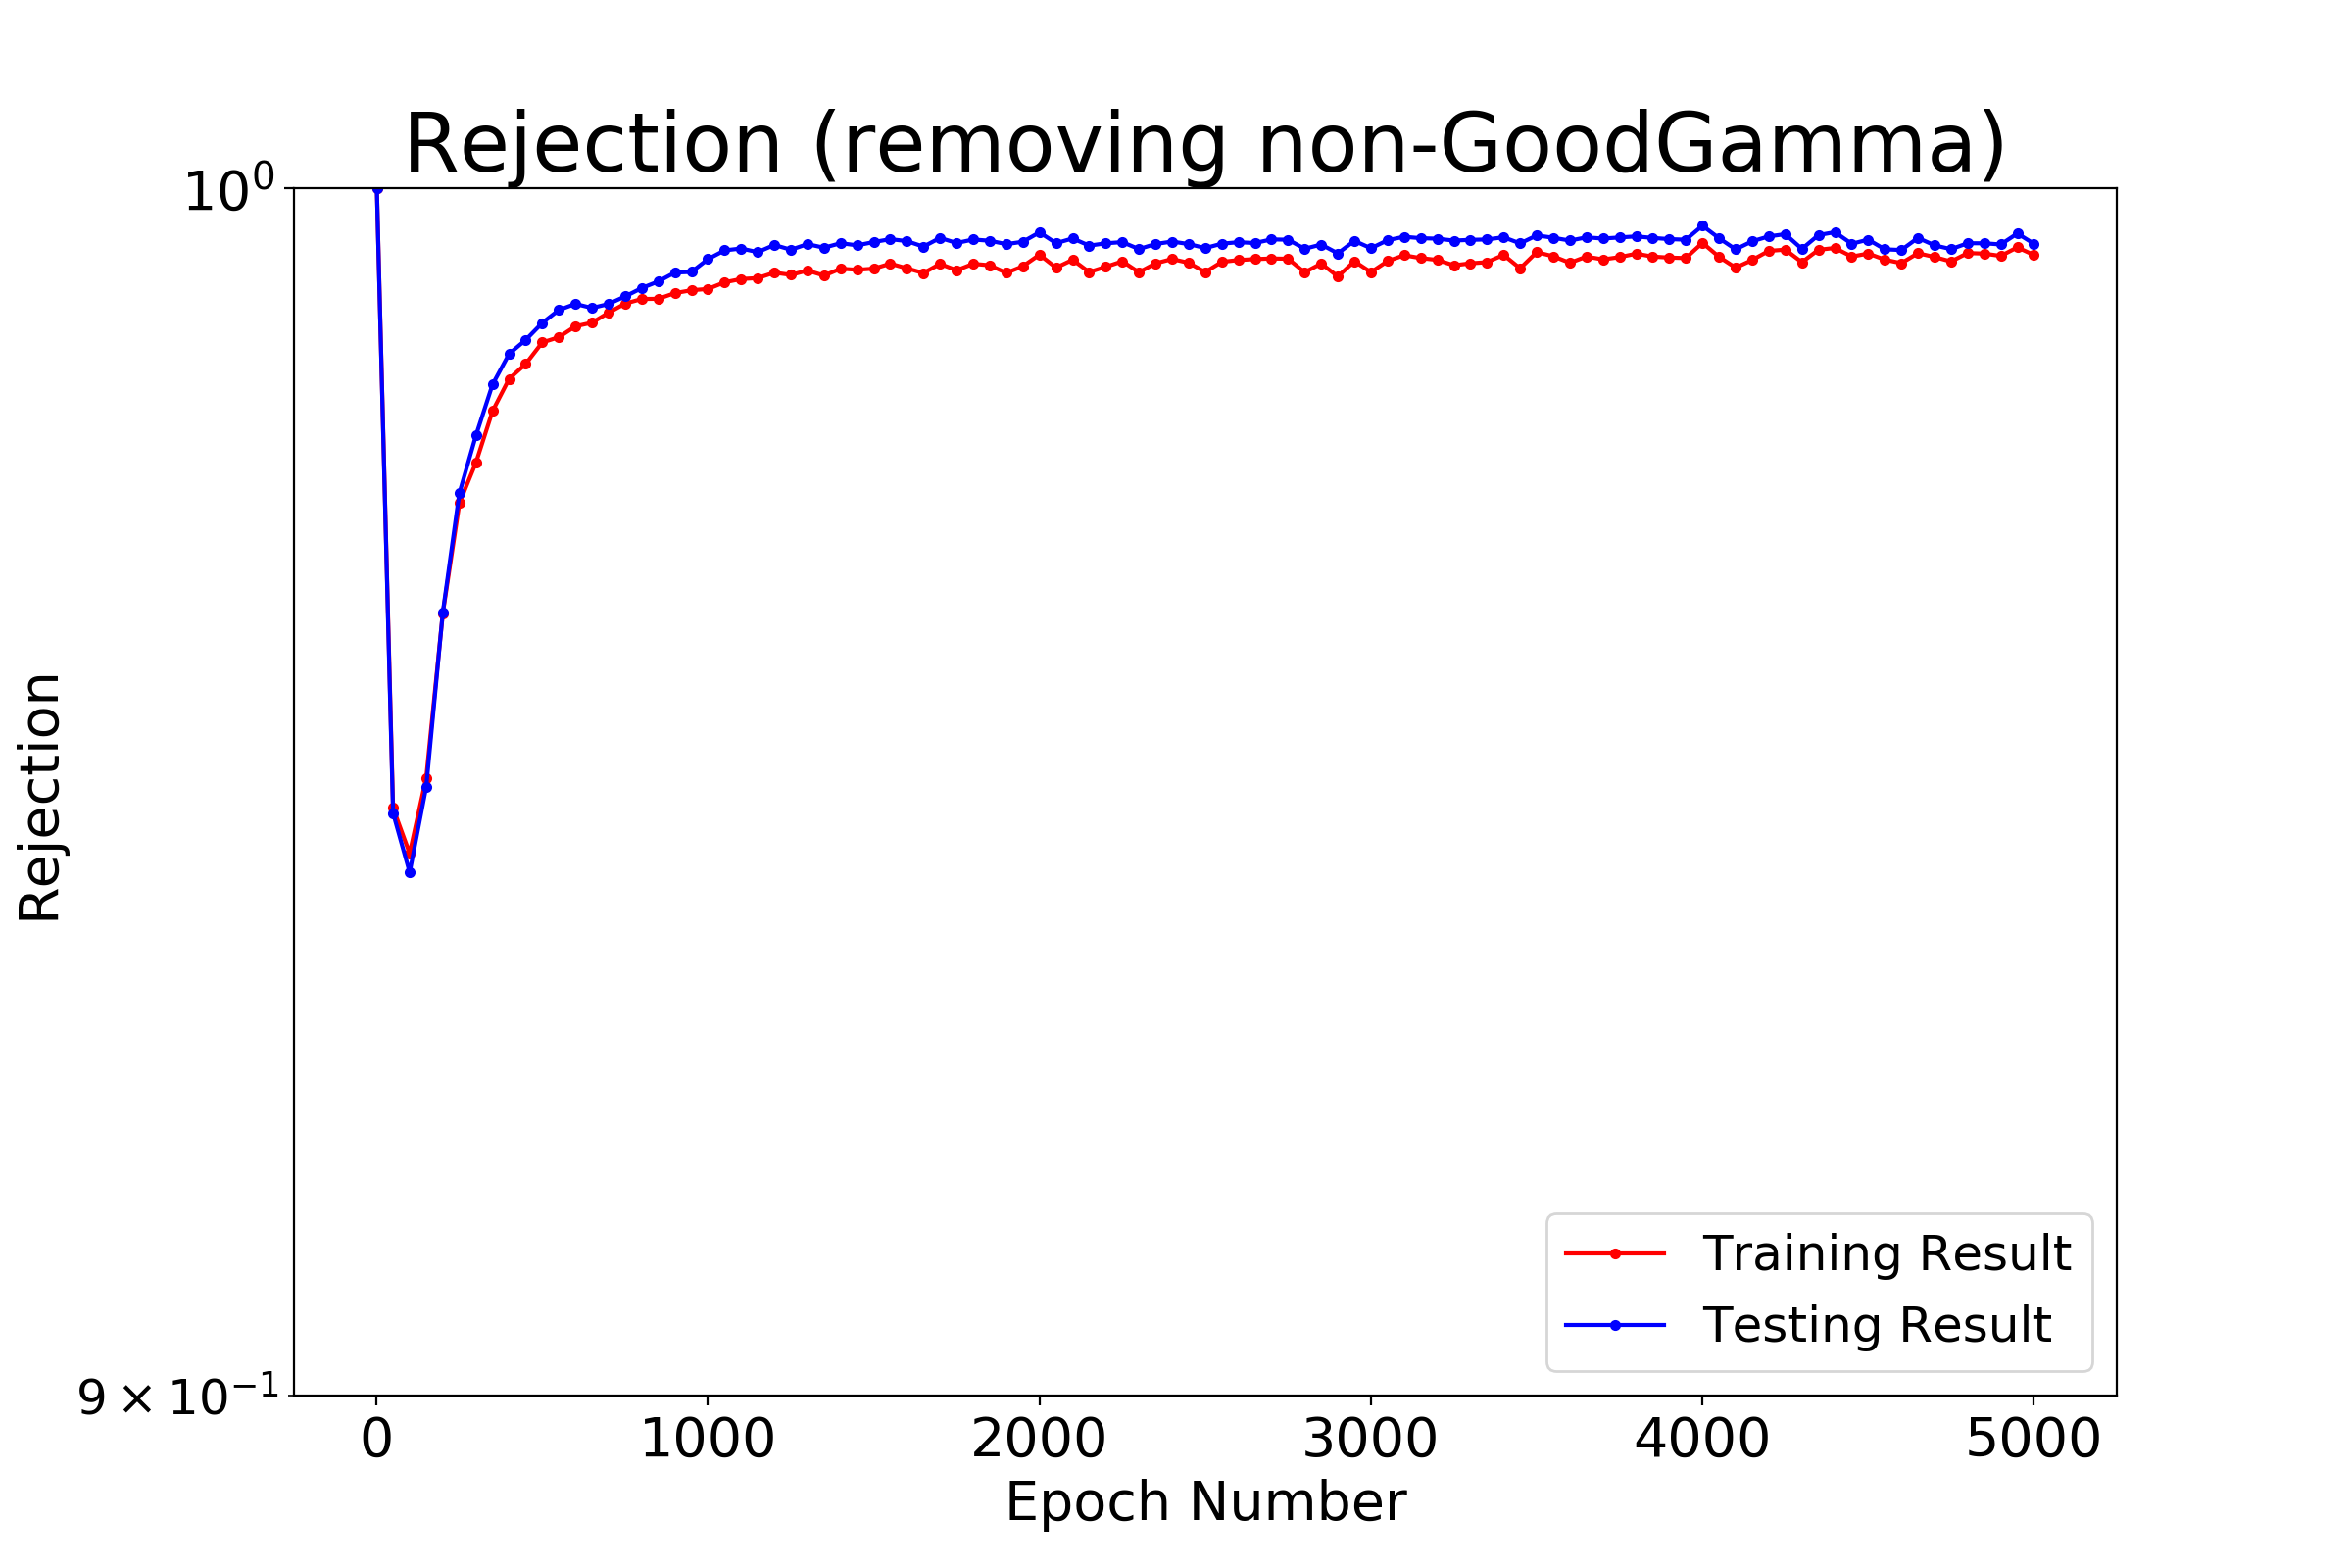 Rejection (removing non-GoodGamma)
10⁰
Rejection
9 × 10⁻¹
Training Result
Testing Result
0 1000 2000 3000 4000 5000
Epoch Number